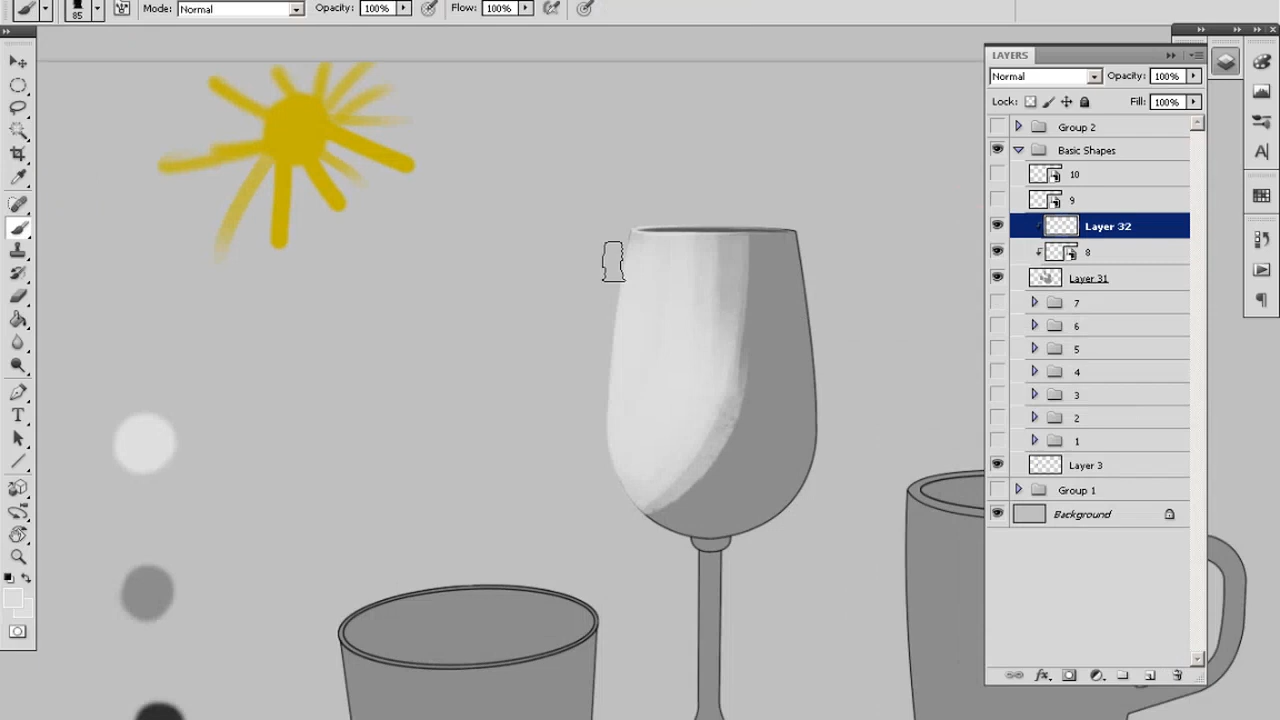 85 Mode: Normal Opacity: 100% Flow: 100%
LAYERS
Normal Opacity: 100%
Lock: Fill: 100%
Group 2
Basic Shapes
10
9
Layer 32
8
Layer 31
7
6
5
4
3
2
1
Layer 3
Group 1
Background